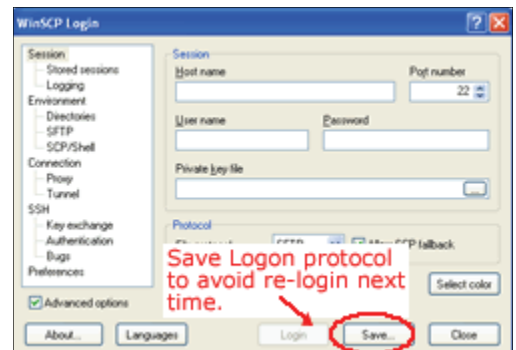 WinSCP Login
Session
Stored sessions
Logging
Environment
Directories
SFTP
SCP/Shell
Connection
Proxy
Tunnel
SSH
Key exchange
Authentication
Bugs
Preferences
Advanced options
Session
Host name
Port number
22
User name
Password
Private key file
...
Protocol
SFTP
SCP fallback
Save Logon protocol
to avoid re-login next
time.
Select color
About...
Languages
Login
Save...
Close